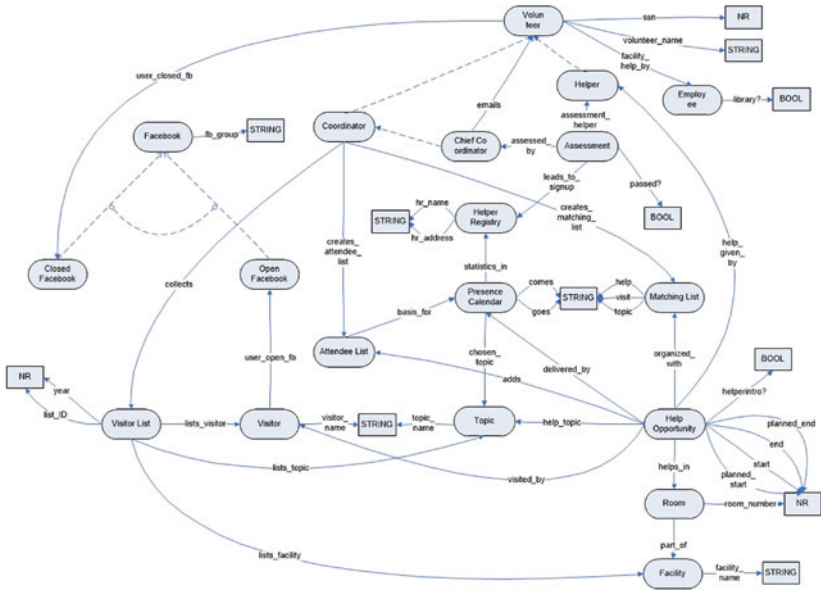 Volun
teer
ssn
NR
volunteer_name
STRING
user_closed_fb
facility_
help_by
Employ
ee
library?
BOOL
Helper
emails
assessment_
helper
Facebook
fb_group
STRING
Coordinator
Chief Co
ordinator
assessed_
by
Assessment
leads_to_
signup
passed?
BOOL
hr_name
STRING
hr_address
Helper
Registry
creates_
matching_
list
help_
given_
by
creates_
attendee_
list
statistics_in
Closed
Facebook
Open
Facebook
collects
Presence
Calendar
comes
goes
STRING
help
visit
topic
Matching List
basis_for
Attendee List
user_open_fb
chosen_
topic
delivered_by
organized_
with
BOOL
helperintro?
adds
NR
year
list_ID
Visitor List
lists_visitor
Visitor
visitor_
name
STRING
topic_
name
Topic
help_topic
Help
Opportunity
planned_end
end
start
planned_
start
NR
lists_topic
visited_by
helps_in
Room
room_number
lists_facility
part_of
Facility
facility_
name
STRING